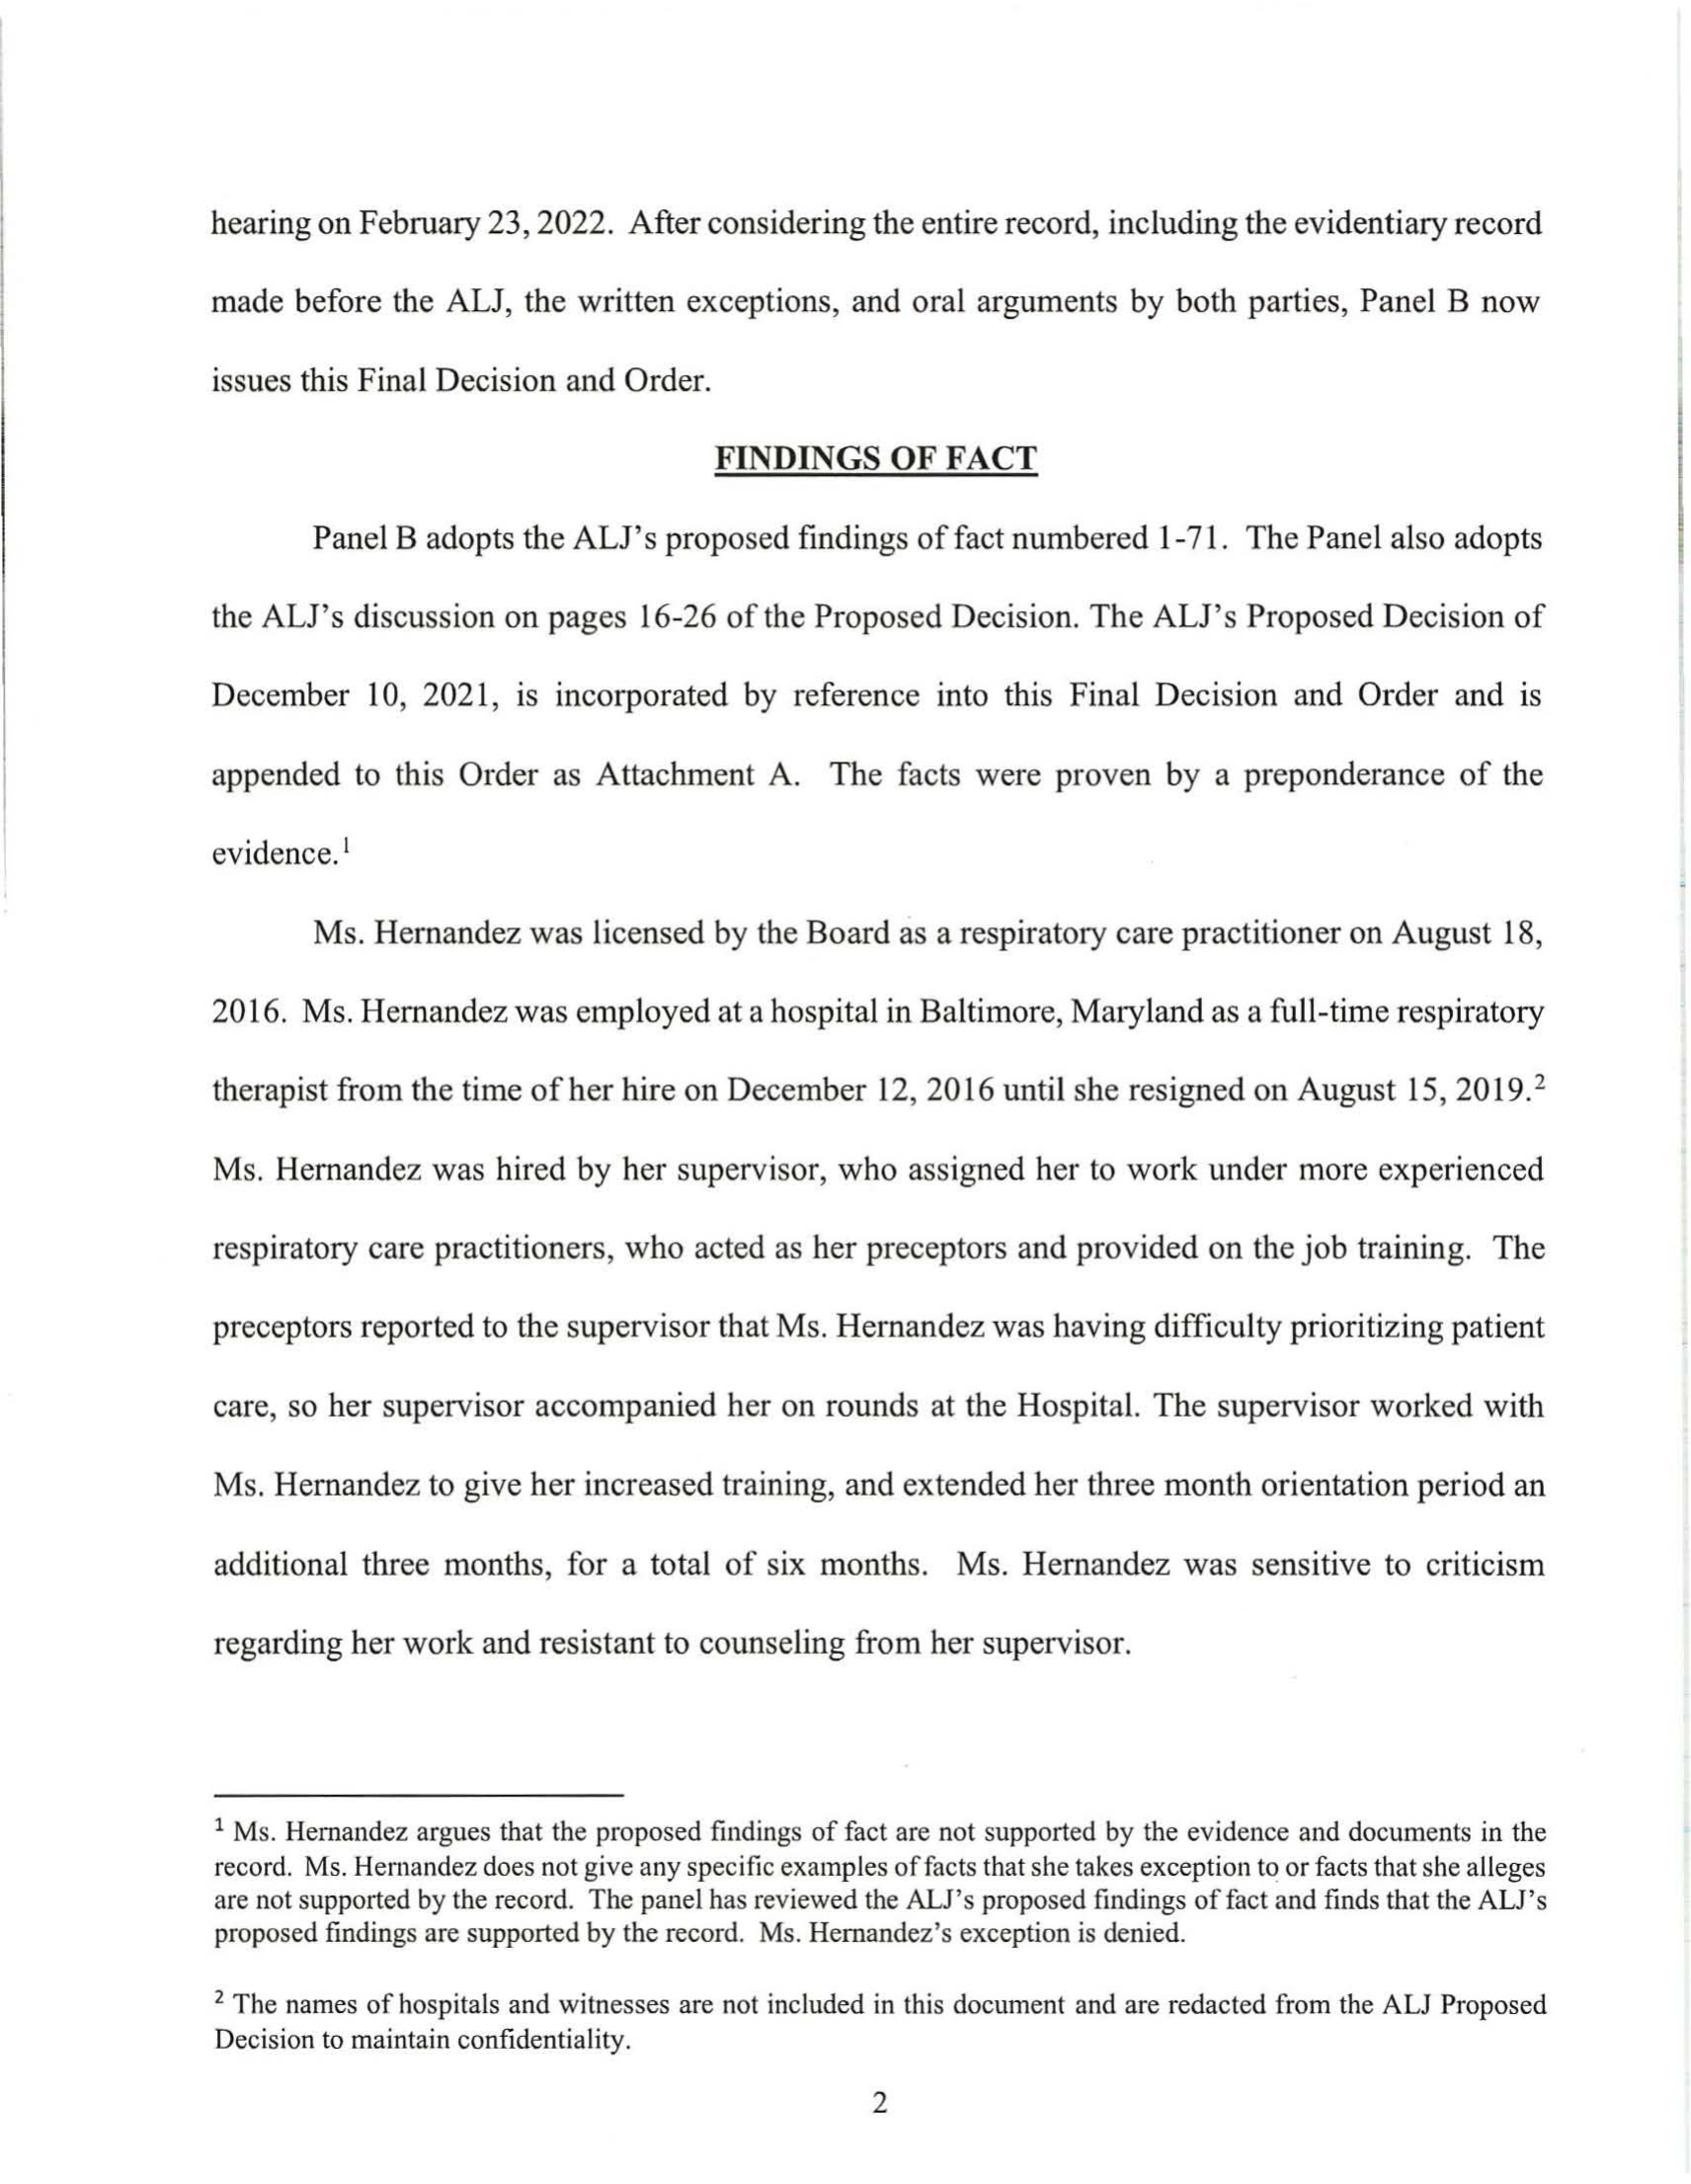 hearing on February 23, 2022. After considering the entire record, including the evidentiary record
made before the ALJ, the written exceptions, and oral arguments by both parties, Panel B now
issues this Final Decision and Order.
FINDINGS OF FACT
Panel B adopts the ALJ's proposed findings of fact numbered 1-71. The Panel also adopts
the ALJ's discussion on pages 16-26 of the Proposed Decision. The ALJ's Proposed Decision of
December 10, 2021, is incorporated by reference into this Final Decision and Order and is
appended to this Order as Attachment A. The facts were proven by a preponderance of the
evidence.1
Ms. Hernandez was licensed by the Board as a respiratory care practitioner on August 18,
2016. Ms. Hernandez was employed at a hospital in Baltimore, Maryland as a full-time respiratory
therapist from the time of her hire on December 12, 2016 until she resigned on August 15, 2019.2
Ms. Hernandez was hired by her supervisor, who assigned her to work under more experienced
respiratory care practitioners, who acted as her preceptors and provided on the job training. The
preceptors reported to the supervisor that Ms. Hernandez was having difficulty prioritizing patient
care, so her supervisor accompanied her on rounds at the Hospital. The supervisor worked with
Ms. Hernandez to give her increased training, and extended her three month orientation period an
additional three months, for a total of six months. Ms. Hernandez was sensitive to criticism
regarding her work and resistant to counseling from her supervisor.
1 Ms. Hernandez argues that the proposed findings of fact are not supported by the evidence and documents in the
record. Ms. Hernandez does not give any specific examples of facts that she takes exception to or facts that she alleges
are not supported by the record. The panel has reviewed the ALJ's proposed findings of fact and finds that the ALJ's
proposed findings are supported by the record. Ms. Hernandez's exception is denied.
2 The names of hospitals and witnesses are not included in this document and are redacted from the ALJ Proposed
Decision to maintain confidentiality.
2